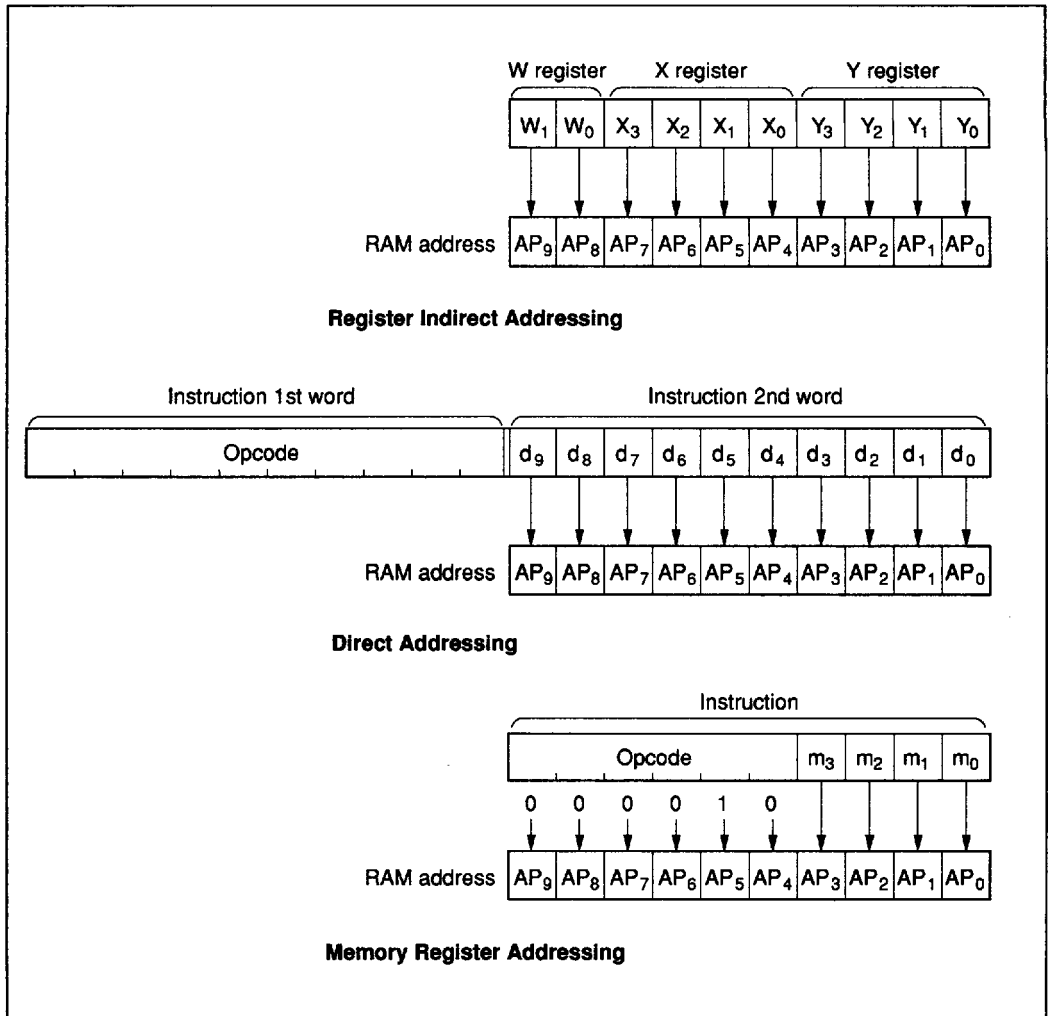 W register X register Y register
W₁ W₀ X₃ X₂ X₁ X₀ Y₃ Y₂ Y₁ Y₀
RAM address AP₉ AP₈ AP₇ AP₆ AP₅ AP₄ AP₃ AP₂ AP₁ AP₀
Register Indirect Addressing
Instruction 1st word Instruction 2nd word
Opcode d₉ d₈ d₇ d₆ d₅ d₄ d₃ d₂ d₁ d₀
RAM address AP₉ AP₈ AP₇ AP₆ AP₅ AP₄ AP₃ AP₂ AP₁ AP₀
Direct Addressing
Instruction
Opcode m₃ m₂ m₁ m₀
0 0 0 0 1 0
RAM address AP₉ AP₈ AP₇ AP₆ AP₅ AP₄ AP₃ AP₂ AP₁ AP₀
Memory Register Addressing